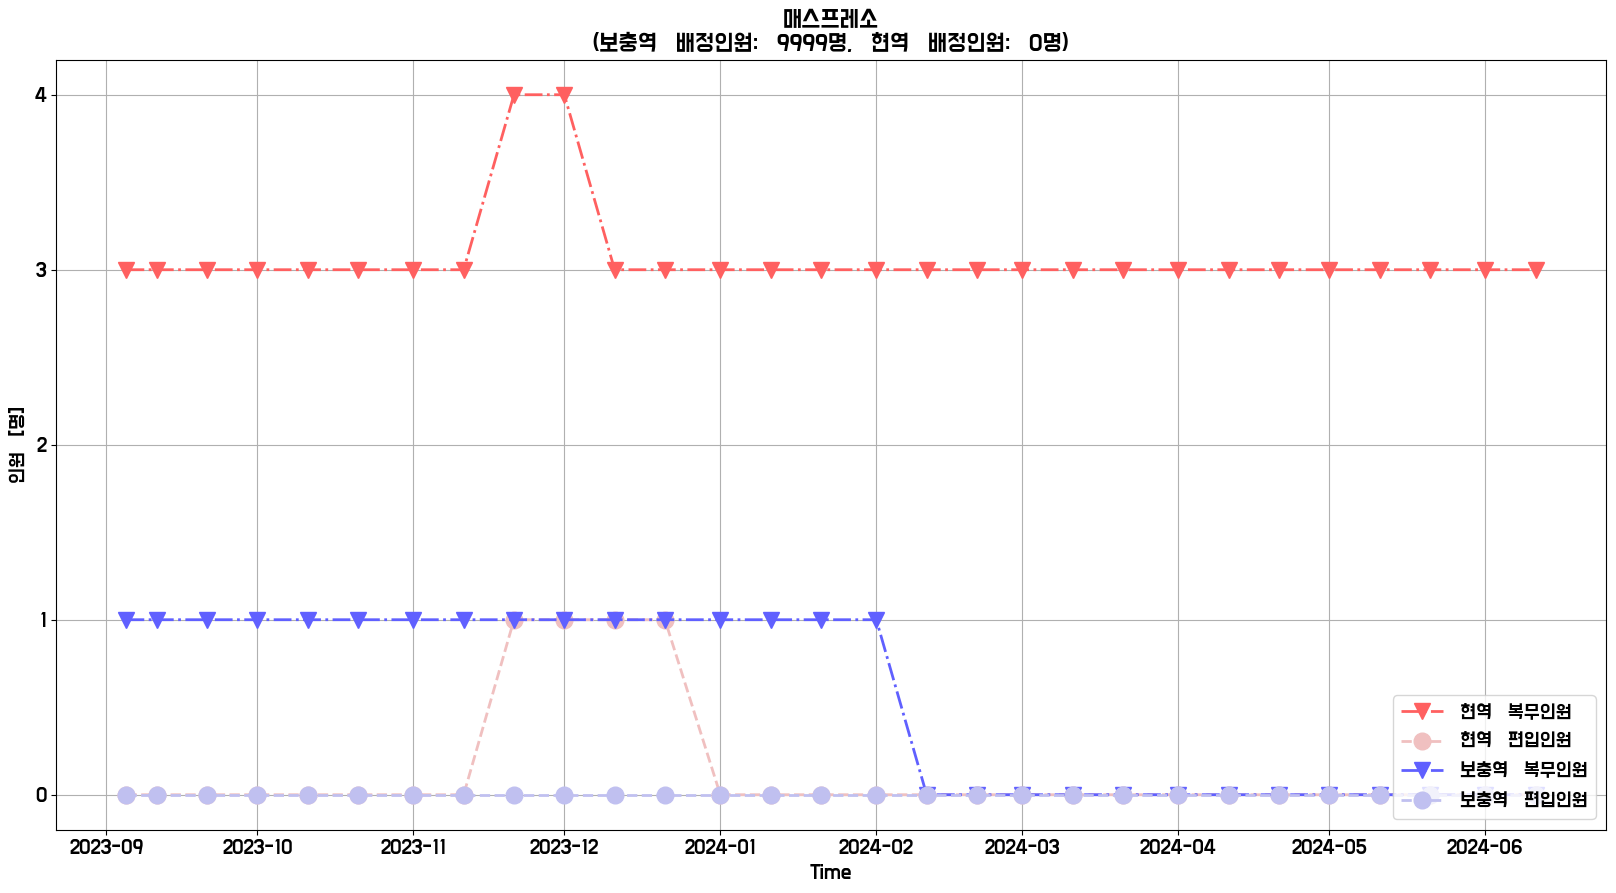 매스프레소
(보충역 배정인원: 9999명, 현역 배정인원: 0명)
인원 [명]
4
3
2
1
0
2023-09 2023-10 2023-11 2023-12 2024-01 2024-02 2024-03 2024-04 2024-05 2024-06
Time
현역 복무인원
현역 편입인원
보충역 복무인원
보충역 편입인원